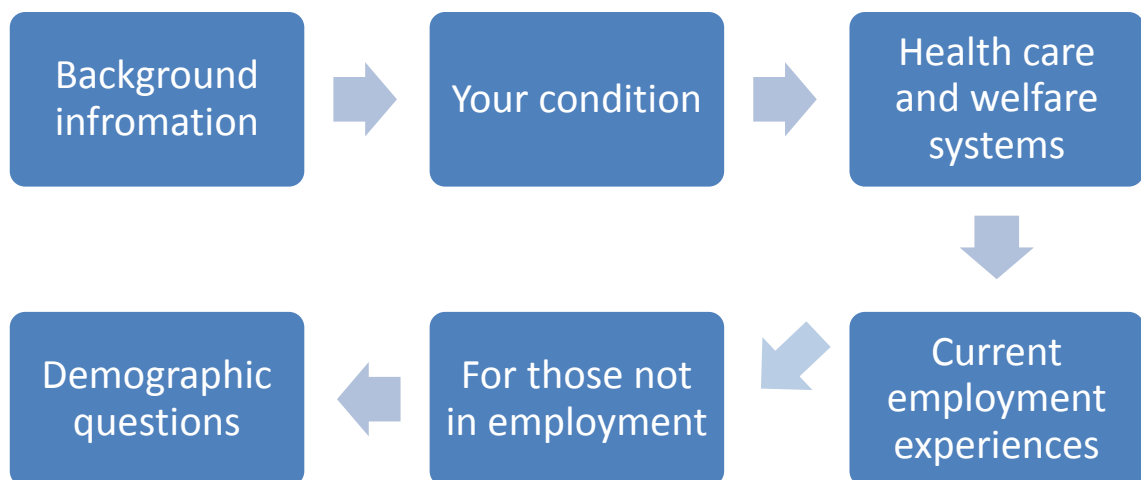 Background
infromation
Your condition
Health care
and welfare
systems
Current
employment
experiences
For those not
in employment
Demographic
questions